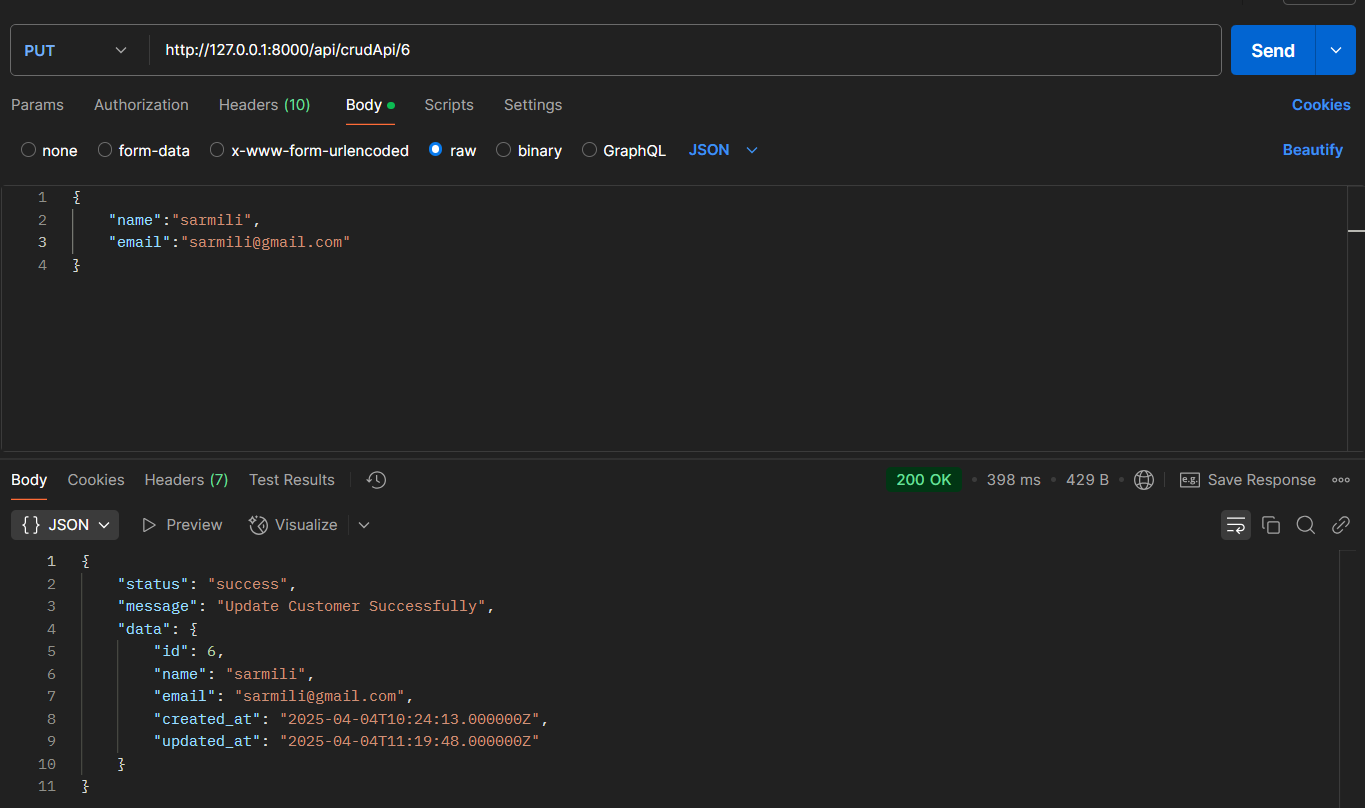 PUT http://127.0.0.1:8000/api/crudApi/6 Send
Params Authorization Headers (10) Body Scripts Settings Cookies
none form-data x-www-form-urlencoded raw binary GraphQL JSON Beautify
1 {
2 "name":"sarmili",
3 "email":"sarmili@gmail.com"
4 }
Body Cookies Headers (7) Test Results 200 OK • 398 ms • 429 B • e.g. Save Response
{} JSON Preview Visualize
1 {
2 "status": "success",
3 "message": "Update Customer Successfully",
4 "data": {
5 "id": 6,
6 "name": "sarmili",
7 "email": "sarmili@gmail.com",
8 "created_at": "2025-04-04T10:24:13.000000Z",
9 "updated_at": "2025-04-04T11:19:48.000000Z"
10 }
11 }